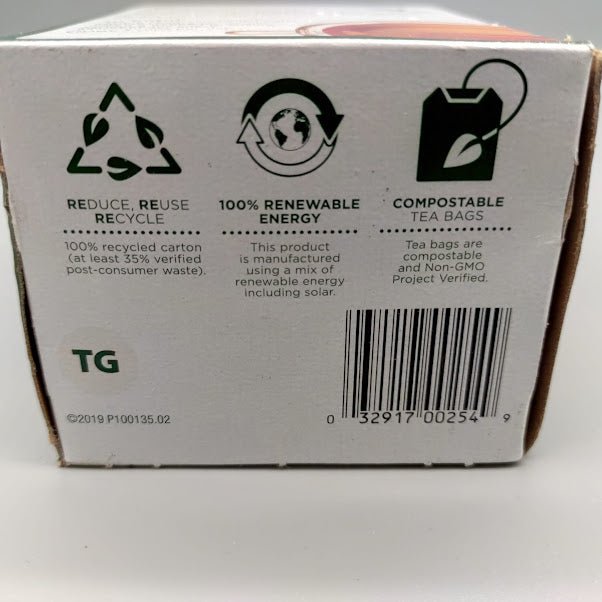 REDUCE, REUSE
RECYCLE
100% recycled carton
(at least 35% verified
post-consumer waste).
100% RENEWABLE
ENERGY
This product
is manufactured
using a mix of
renewable energy
including solar.
COMPOSTABLE
TEA BAGS
Tea bags are
compostable
and Non-GMO
Project Verified.
TG
©2019 P100135.02
0 32917 00254 9